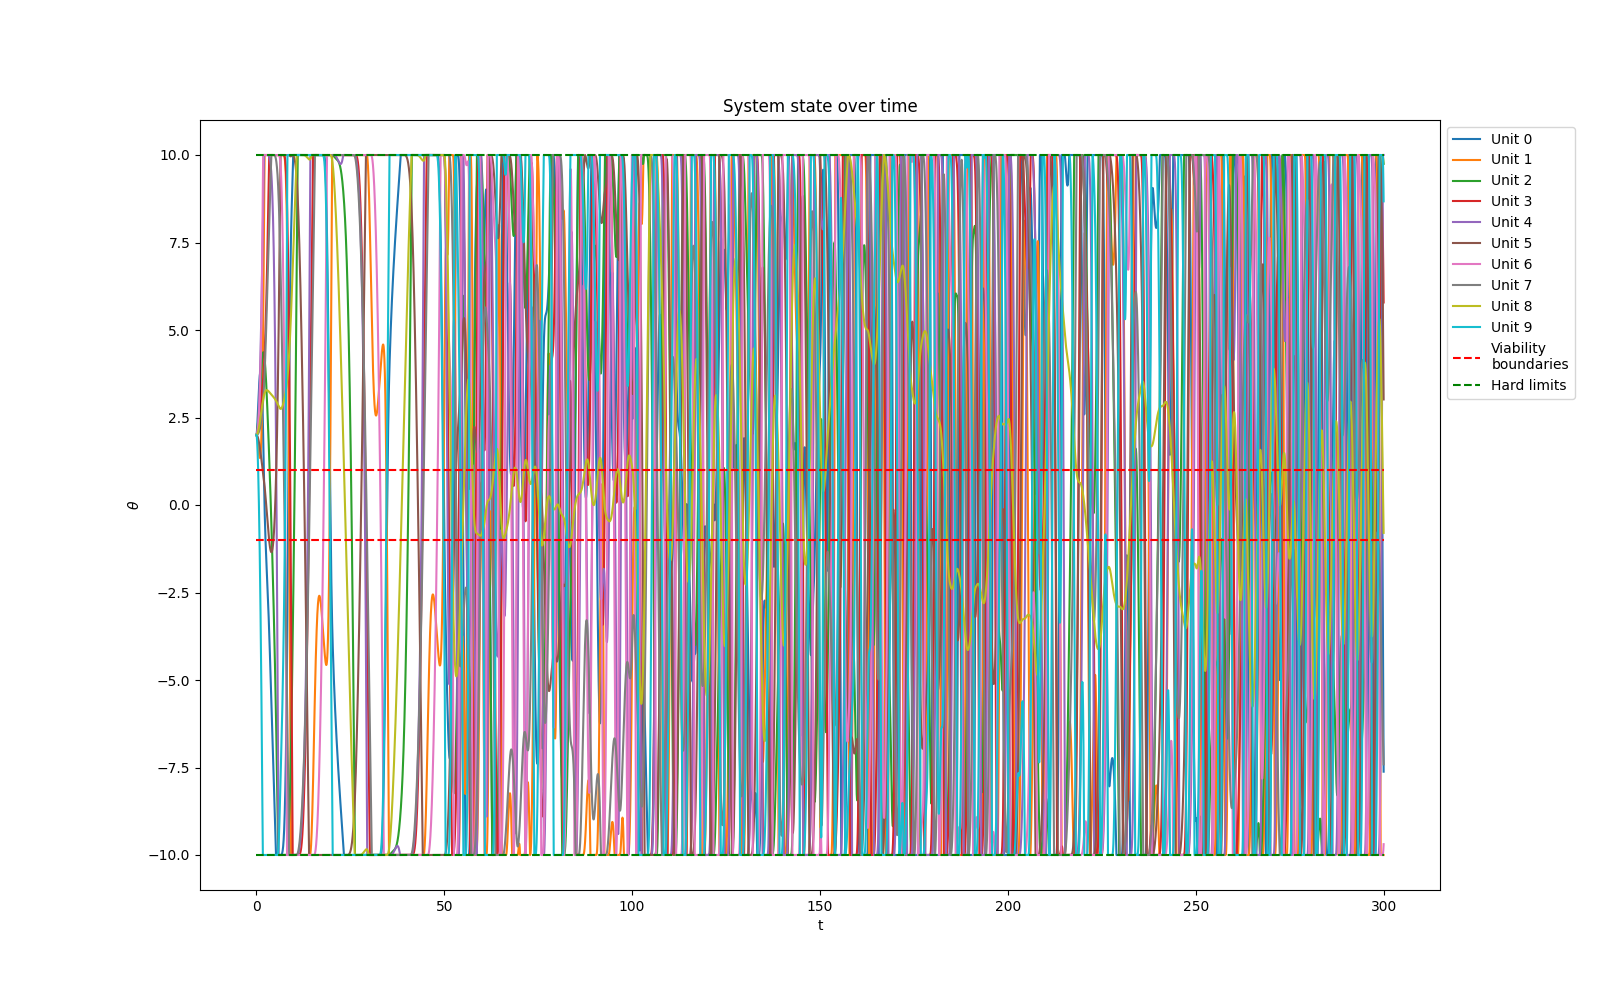 System state over time
10.0
7.5
5.0
2.5
0.0
−2.5
−5.0
−7.5
−10.0
θ
0 50 100 150 200 250 300
t
Unit 0
Unit 1
Unit 2
Unit 3
Unit 4
Unit 5
Unit 6
Unit 7
Unit 8
Unit 9
Viability
boundaries
Hard limits